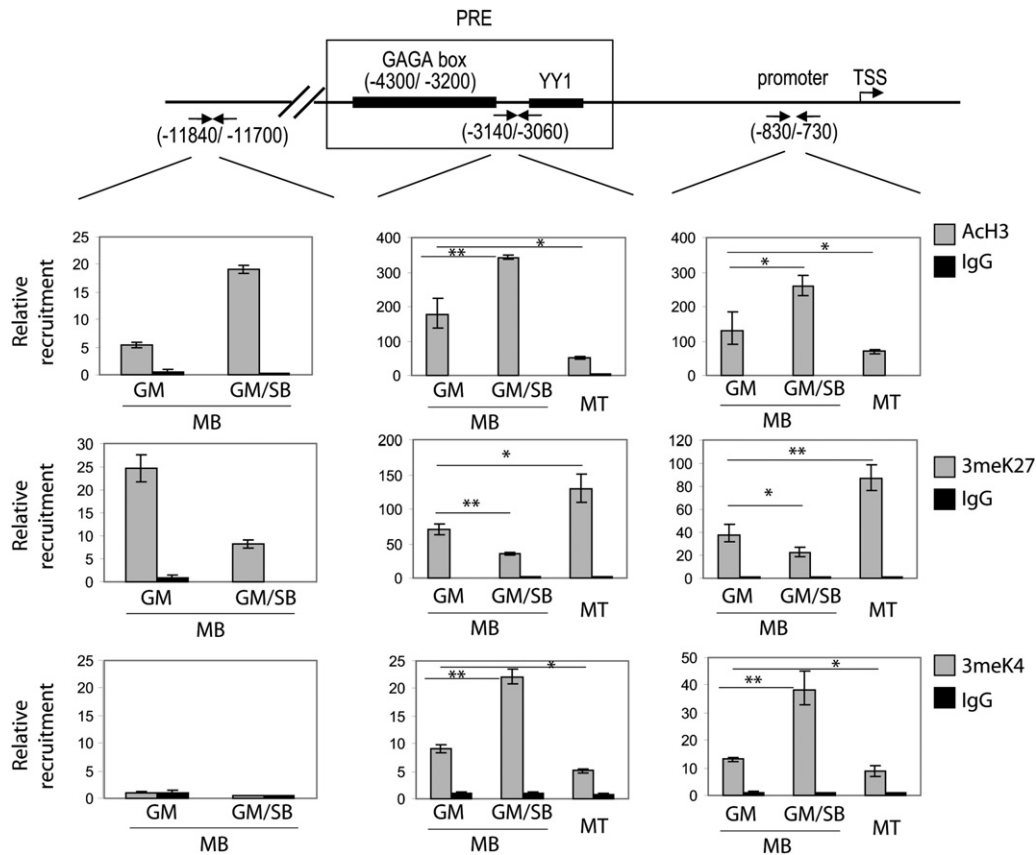 PRE
GAGA box
(-4300/ -3200)
YY1
promoter
TSS
(-11840/ -11700)
(-3140/-3060)
(-830/-730)
Relative
recruitment
25
20
15
10
5
0
GM
GM/SB
MB
400
300
200
100
0
**
*
GM
GM/SB
MT
MB
400
300
200
100
0
*
*
GM
GM/SB
MT
MB
AcH3
IgG
Relative
recruitment
30
25
20
15
10
5
0
GM
GM/SB
MB
200
150
100
50
0
*
**
GM
GM/SB
MT
MB
120
100
80
60
40
20
0
**
*
GM
GM/SB
MT
MB
3meK27
IgG
Relative
recruitment
25
20
15
10
5
0
GM
GM/SB
MB
25
20
15
10
5
0
**
*
GM
GM/SB
MT
MB
50
40
30
20
10
0
**
*
GM
GM/SB
MT
MB
3meK4
IgG